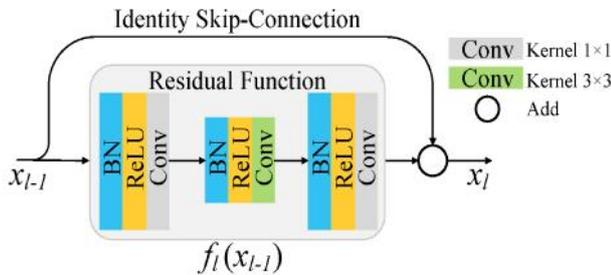 Identity Skip-Connection
Conv Kernel 1×1
Conv Kernel 3×3
Add
Residual Function
BN ReLU Conv
BN ReLU Conv
BN ReLU Conv
x_{l-1}
x_l
f_l(x_{l-1})